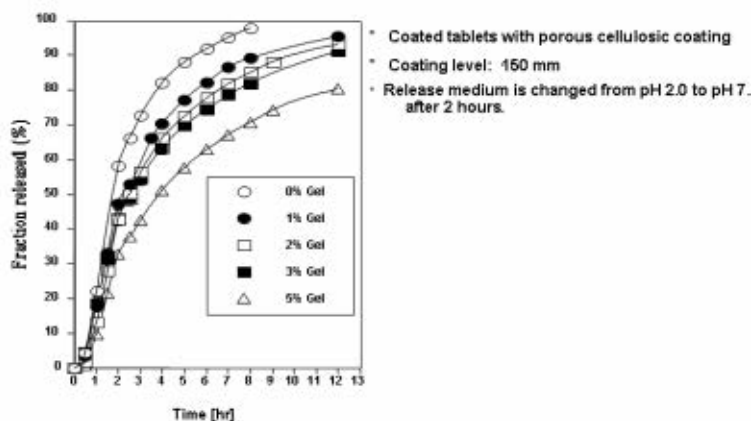 100
90
80
70
60
50
40
30
20
10
0
Fraction released (%)
0 1 2 3 4 5 6 7 8 9 10 11 12 13
Time [hr]
0% Gel
1% Gel
2% Gel
3% Gel
5% Gel
* Coated tablets with porous cellulosic coating
* Coating level: 150 mm
* Release medium is changed from pH 2.0 to pH 7.
after 2 hours.